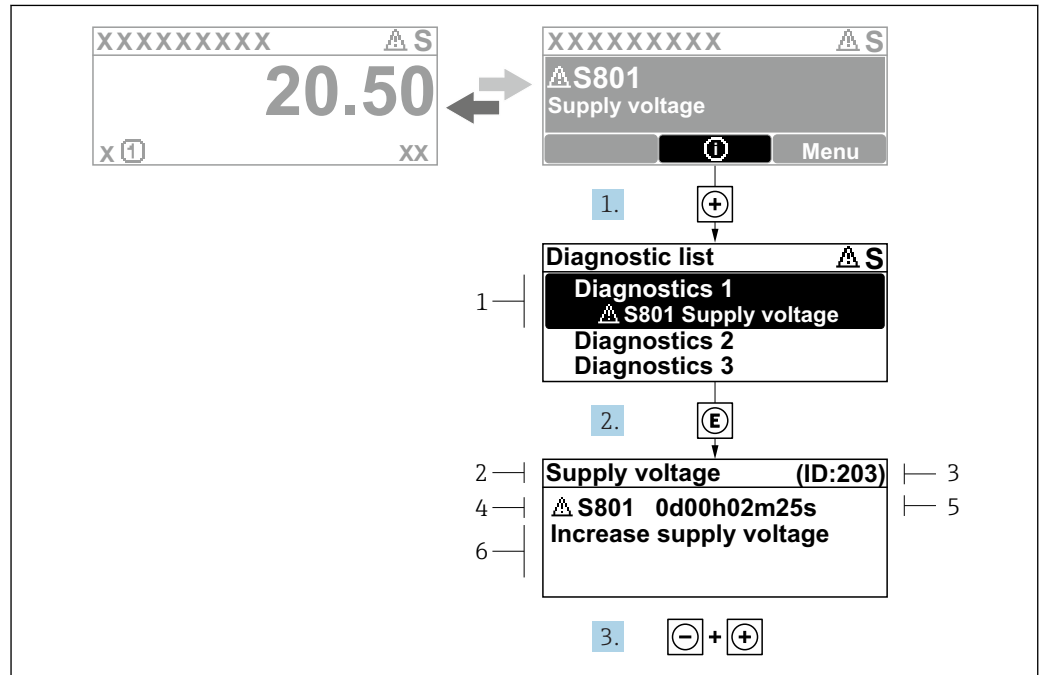 XXXXXXXXX ⚠ S
20.50
x ① xx
XXXXXXXXX ⚠ S
⚠S801
Supply voltage
ⓘ Menu
1. +
Diagnostic list ⚠ S
1
Diagnostics 1
⚠ S801 Supply voltage
Diagnostics 2
Diagnostics 3
2. E
2 Supply voltage (ID:203) 3
4 ⚠ S801 0d00h02m25s 5
6 Increase supply voltage
3. − + +